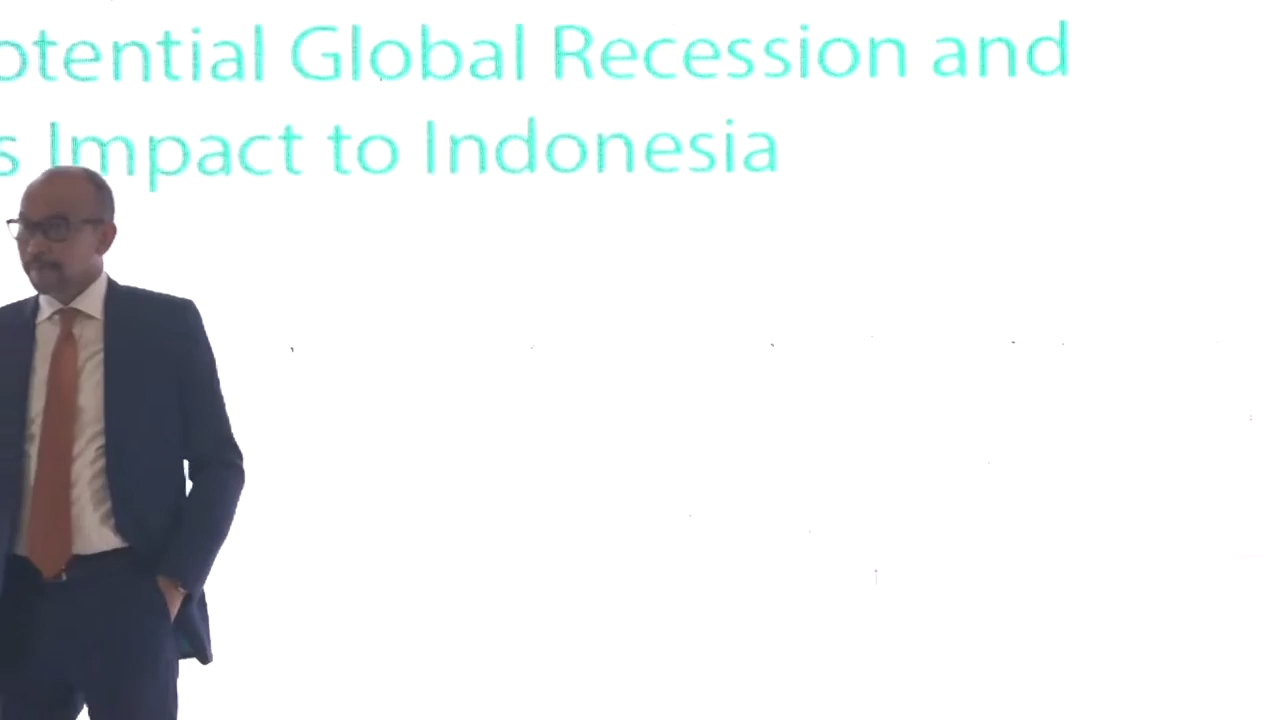 otential Global Recession and
s Impact to Indonesia